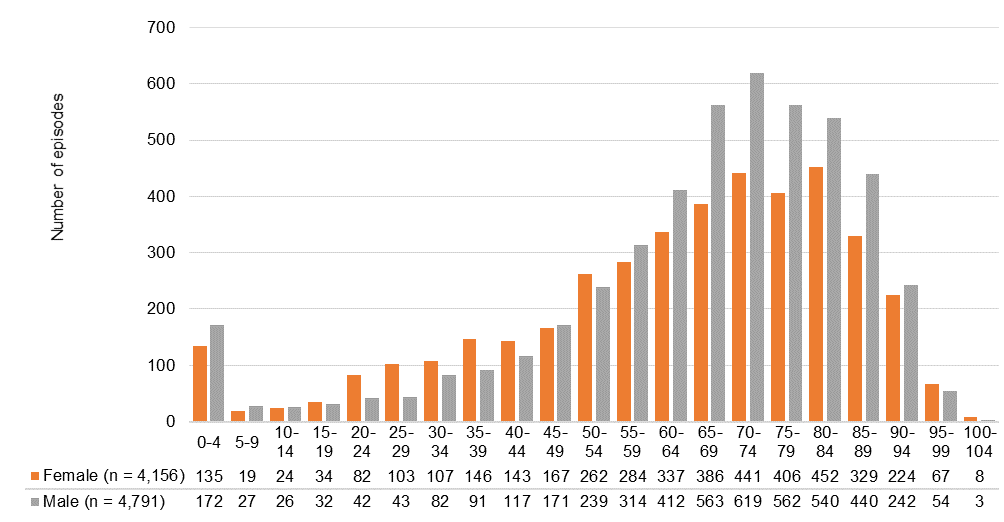 700
600
500
400
300
200
100
0
Number of episodes
0-4 5-9 10-14 15-19 20-24 25-29 30-34 35-39 40-44 45-49 50-54 55-59 60-64 65-69 70-74 75-79 80-84 85-89 90-94 95-99 100-104
Female (n = 4,156) 135 19 24 34 82 103 107 146 143 167 262 284 337 386 441 406 452 329 224 67 8
Male (n = 4,791) 172 27 26 32 42 43 82 91 117 171 239 314 412 563 619 562 540 440 242 54 3